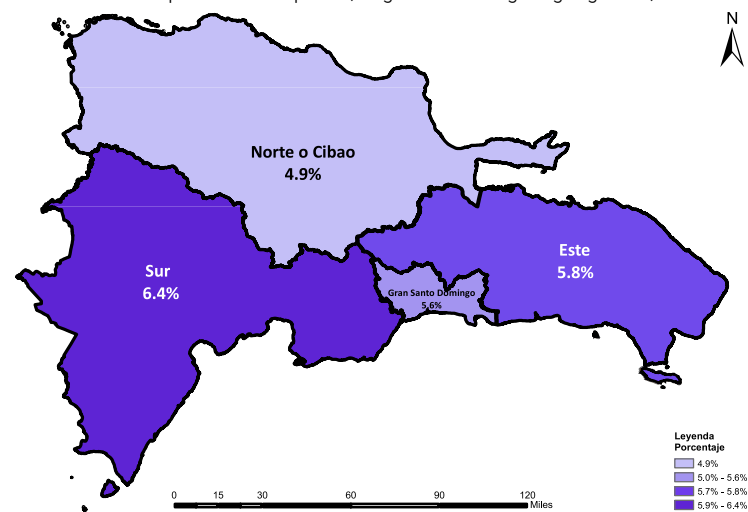 N
Norte o Cibao
4.9%
Este
5.8%
Sur
6.4%
Gran Santo Domingo
5.6%
Leyenda
Porcentaje
4.9%
5.0% - 5.6%
5.7% - 5.8%
5.9% - 6.4%
0 15 30 60 90 120
Miles